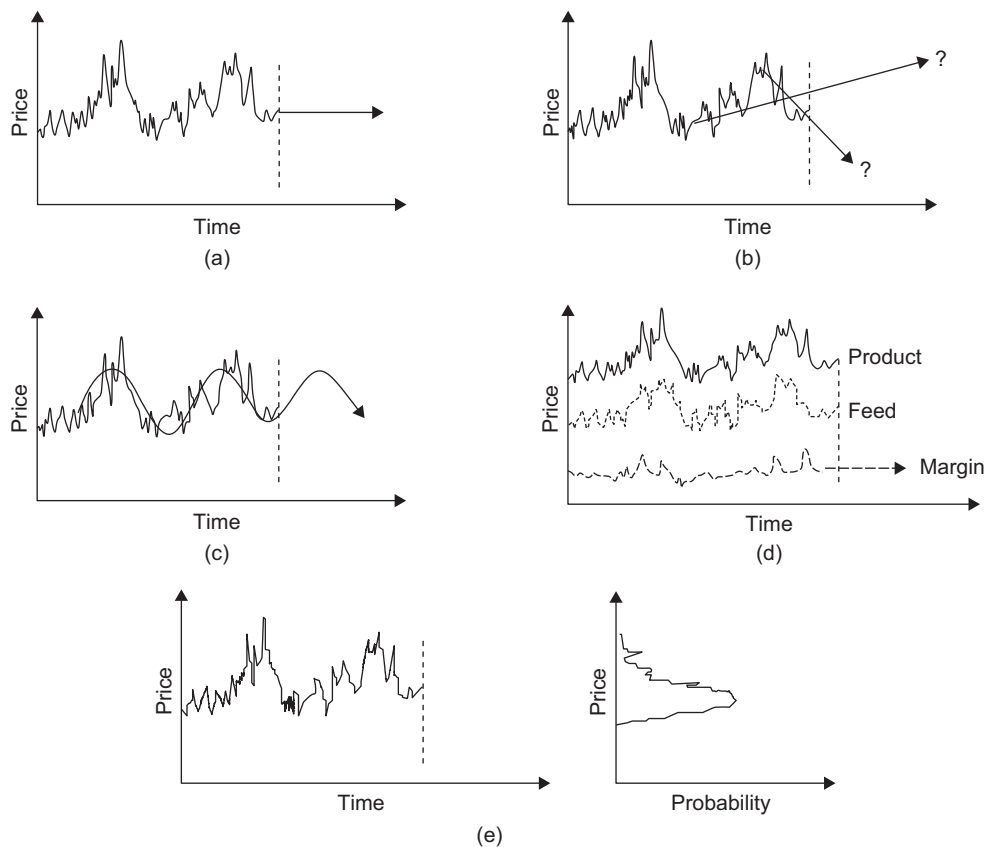 Price
Time
(a)
Price
?
?
Time
(b)
Price
Time
(c)
Price
Product
Feed
Margin
Time
(d)
Price
Time
Price
Probability
(e)